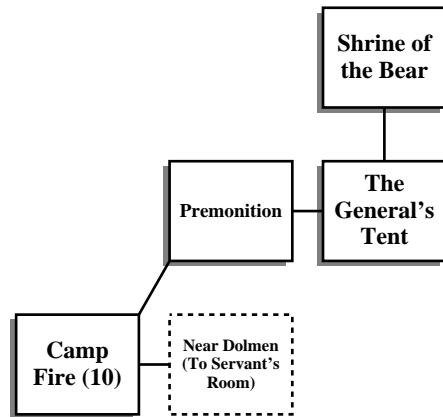 Shrine of
the Bear
Premonition
The
General's
Tent
Camp
Fire (10)
Near Dolmen
(To Servant's
Room)